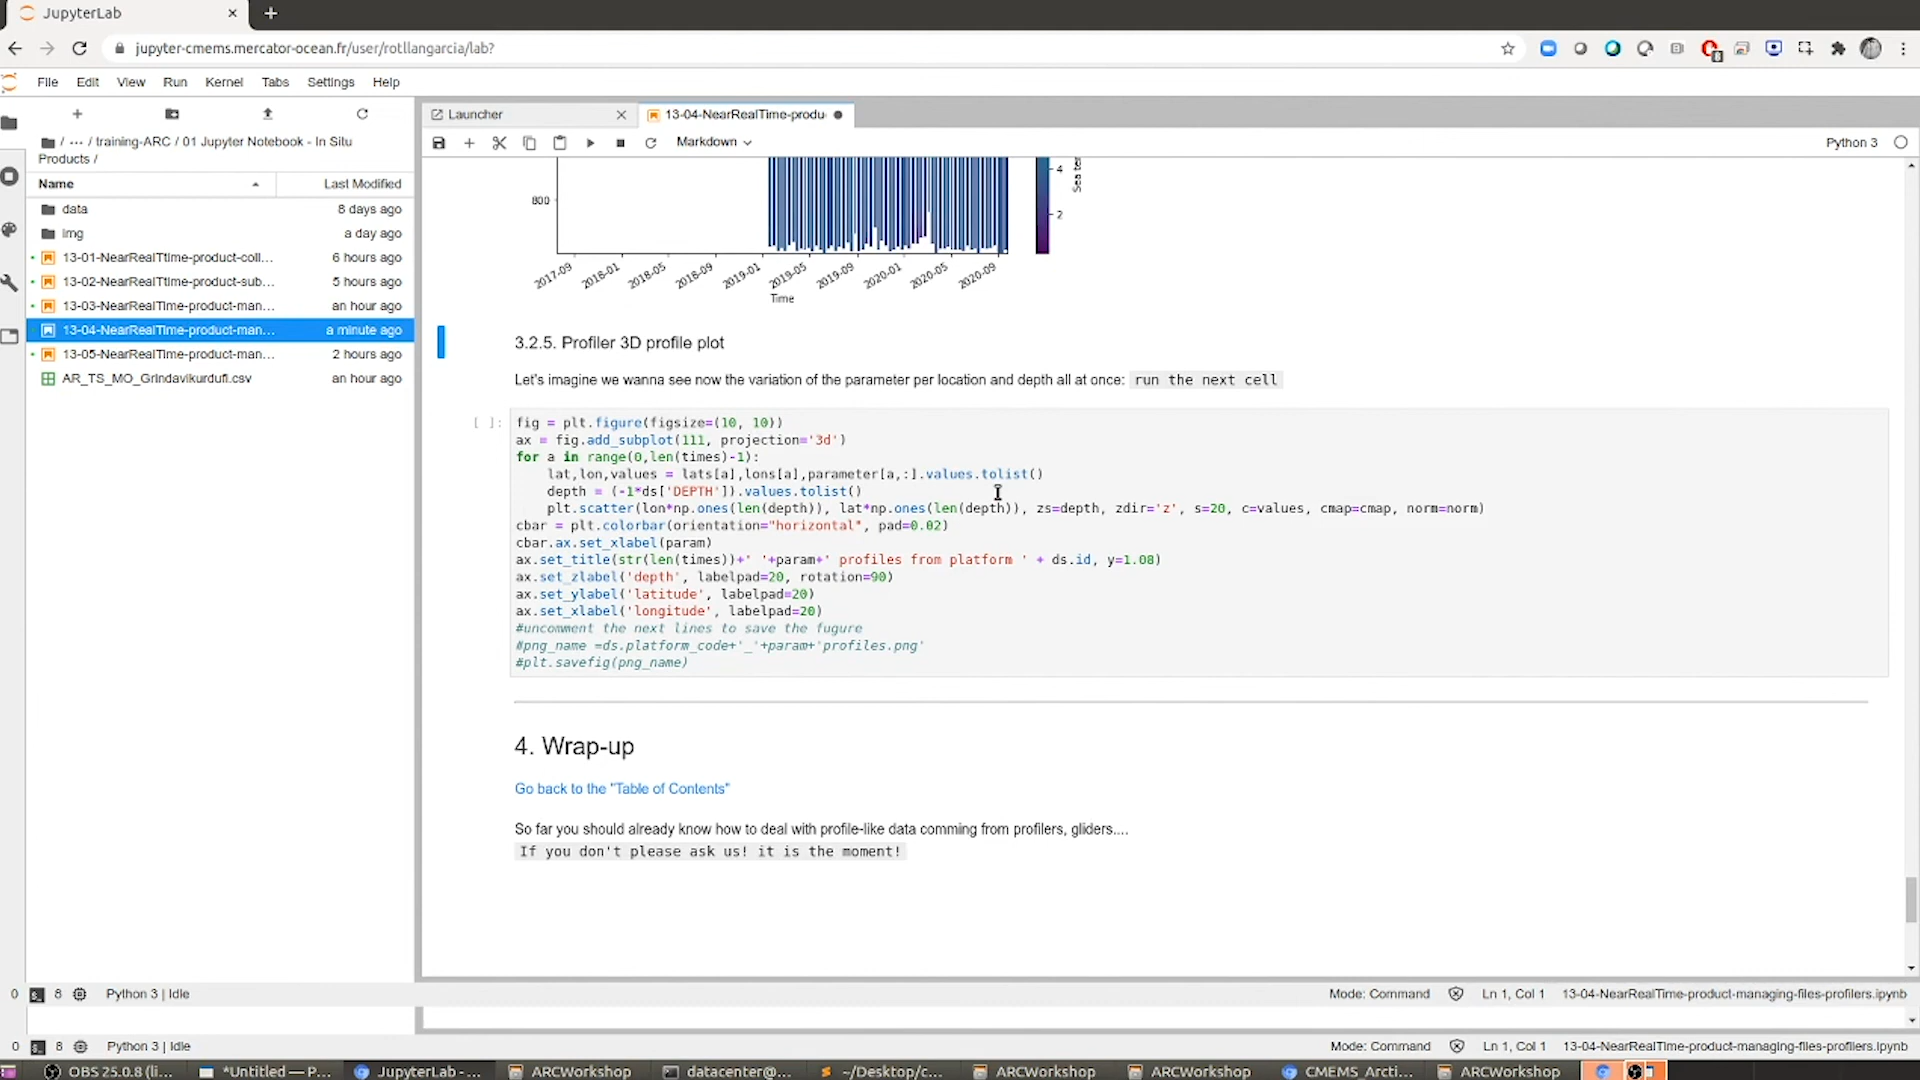 JupyterLab
jupyter-cmems.mercator-ocean.fr/user/rotllangarcia/lab?
File Edit View Run Kernel Tabs Settings Help
Launcher
13-04-NearRealTime-produ
/ ··· / training-ARC / 01 Jupyter Notebook - In Situ
Products /
Markdown
Python 3
Name Last Modified
data 8 days ago
img a day ago
13-01-NearRealTtime-product-coll... 6 hours ago
13-02-NearRealTtime-product-sub... 5 hours ago
13-03-NearRealTime-product-man... an hour ago
13-04-NearRealTime-product-man... a minute ago
13-05-NearRealTime-product-man... 2 hours ago
AR_TS_MO_Grindavikurdufl.csv an hour ago
4
Sea ter
800
2
2017-09 2018-01 2018-05 2018-09 2019-01 2019-05 2019-09 2020-01 2020-05 2020-09
Time
3.2.5. Profiler 3D profile plot
Let's imagine we wanna see now the variation of the parameter per location and depth all at once: run the next cell
[ ]:
fig = plt.figure(figsize=(10, 10))
ax = fig.add_subplot(111, projection='3d')
for a in range(0,len(times)-1):
lat,lon,values = lats[a],lons[a],parameter[a,:].values.tolist()
depth = (-1*ds['DEPTH']).values.tolist()
plt.scatter(lon*np.ones(len(depth)), lat*np.ones(len(depth)), zs=depth, zdir='z', s=20, c=values, cmap=cmap, norm=norm)
cbar = plt.colorbar(orientation="horizontal", pad=0.02)
cbar.ax.set_xlabel(param)
ax.set_title(str(len(times))+' '+param+' profiles from platform ' + ds.id, y=1.08)
ax.set_zlabel('depth', labelpad=20, rotation=90)
ax.set_ylabel('latitude', labelpad=20)
ax.set_xlabel('longitude', labelpad=20)
#uncomment the next lines to save the fugure
#png_name =ds.platform_code+'_'+param+'profiles.png'
#plt.savefig(png_name)
4. Wrap-up
Go back to the "Table of Contents"
So far you should already know how to deal with profile-like data comming from profilers, gliders....
If you don't please ask us! it is the moment!
0 8 Python 3 | Idle Mode: Command Ln 1, Col 1 13-04-NearRealTime-product-managing-files-profilers.ipynb
0 8 Python 3 | Idle Mode: Command Ln 1, Col 1 13-04-NearRealTime-product-managing-files-profilers.ipynb
OBS 25.0.8 (li... *Untitled — P... JupyterLab - ... ARCWorkshop datacenter@... ~/Desktop/c... ARCWorkshop ARCWorkshop CMEMS_Arcti... ARCWorkshop